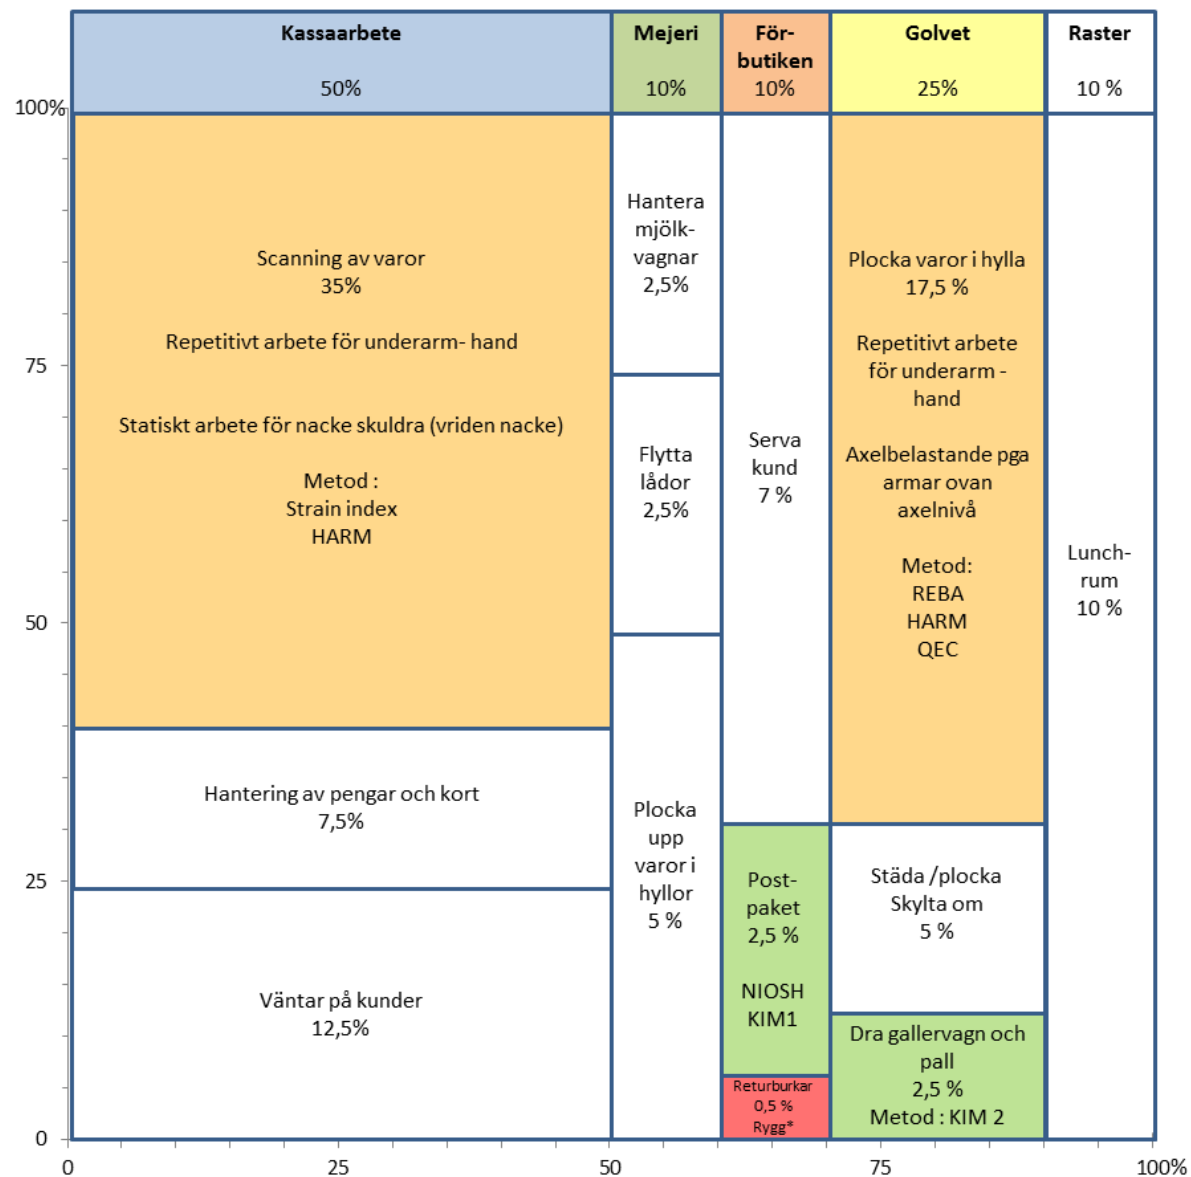 Kassaarbete
50%
Mejeri
10%
För-
butiken
10%
Golvet
25%
Raster
10 %
100%
75
50
25
0
Scanning av varor
35%
Repetitivt arbete för underarm- hand
Statiskt arbete för nacke skuldra (vriden nacke)
Metod :
Strain index
HARM
Hantering av pengar och kort
7,5%
Väntar på kunder
12,5%
Hantera
mjölk-
vagnar
2,5%
Flytta
lådor
2,5%
Plocka
upp
varor i
hyllor
5 %
Serva
kund
7 %
Post-
paket
2,5 %
NIOSH
KIM1
Returburkar
0,5 %
Rygg*
Plocka varor i hylla
17,5 %
Repetitivt arbete
för underarm -
hand
Axelbelastande pga
armar ovan
axelnivå
Metod:
REBA
HARM
QEC
Städa /plocka
Skylta om
5 %
Dra gallervagn och
pall
2,5 %
Metod : KIM 2
Lunch-
rum
10 %
0
25
50
75
100%